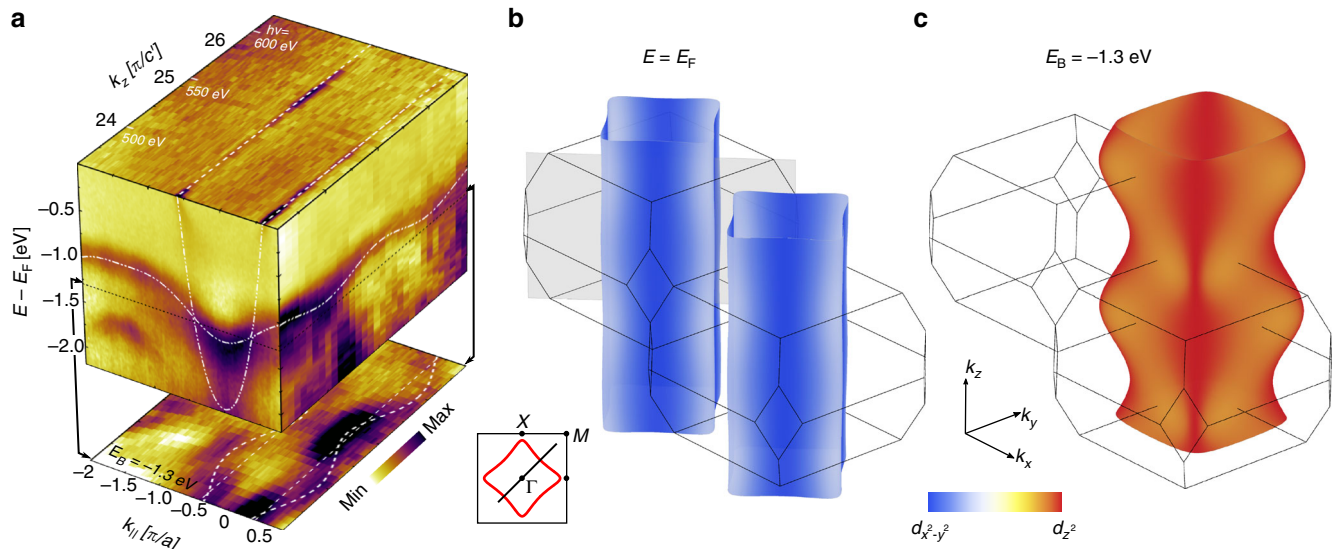 a
b
c
hν=
600 eV
550 eV
500 eV
26
25
24
k_z [π/c']
E = E_F
E_B = −1.3 eV
−0.5
−1.0
−1.5
−2.0
E − E_F [eV]
E_B = −1.3 eV
−2
−1.5
−1.0
−0.5
0
0.5
k_|| [π/a]
Min
Max
X
M
Γ
k_z
k_y
k_x
d_x²-y²
d_z²